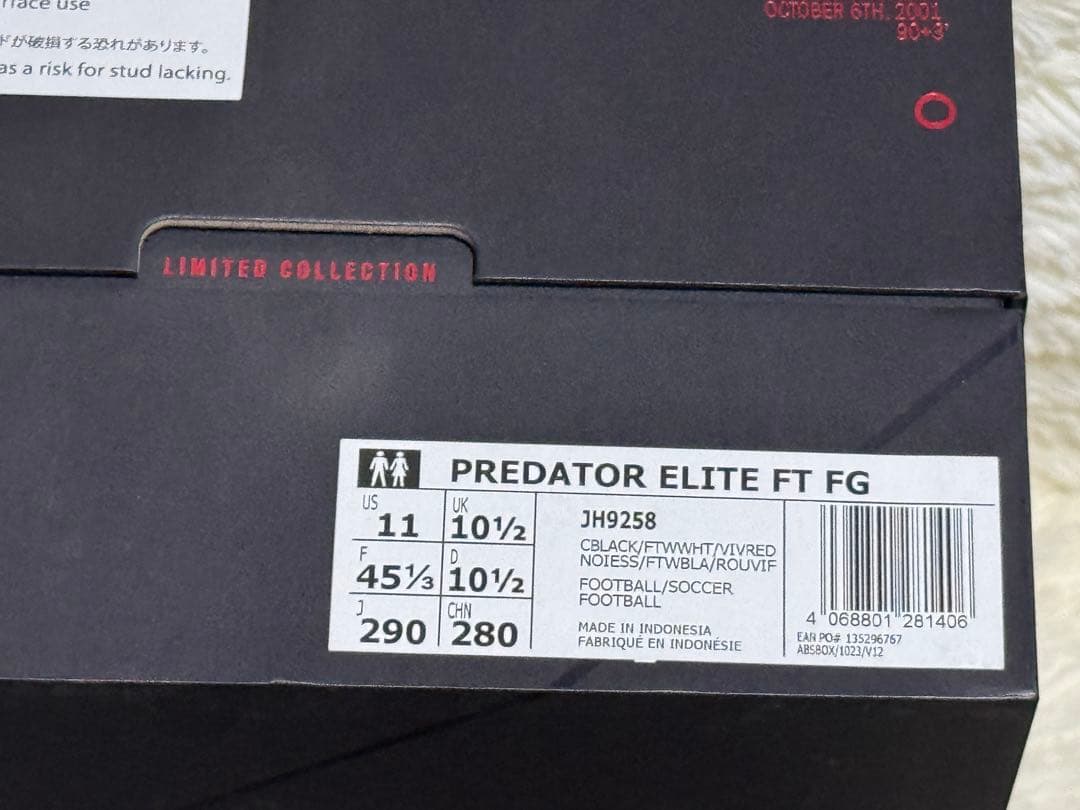 rface use
ドが破損する恐れがあります。
as a risk for stud lacking.
OCTOBER 6TH. 2001
90+3'
LIMITED COLLECTION
PREDATOR ELITE FT FG
US 11 UK 10½
F 45⅓ D 10½
J 290 CHN 280
JH9258
CBLACK/FTWWHT/VIVRED
NOIESS/FTWBLA/ROUVIF
FOOTBALL/SOCCER
FOOTBALL
MADE IN INDONESIA
FABRIQUÉ EN INDONÉSIE
4 068801 281406
EAN PO# 135296767
ABSBOX/1023/V12